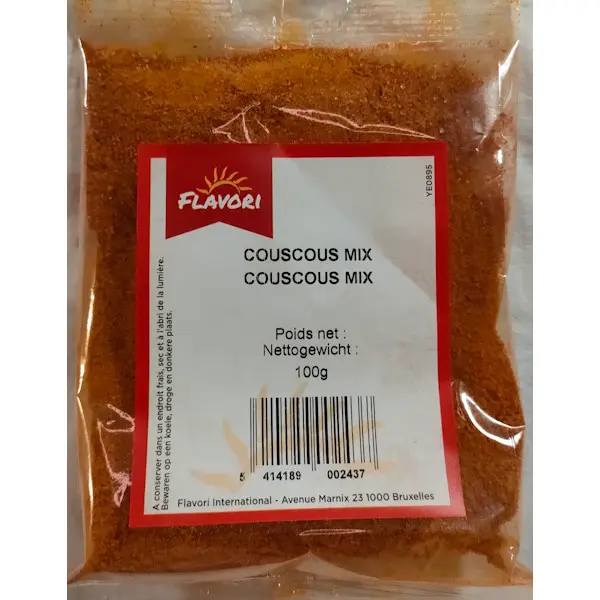 FLAVORI
YE0895
COUSCOUS MIX
COUSCOUS MIX
Poids net :
Nettogewicht :
100g
A conserver dans un endroit frais, sec et à l'abri de la lumière.
Bewaren op een koele, droge en donkere plaats.
5 414189 002437
Flavori International - Avenue Marnix 23 1000 Bruxelles